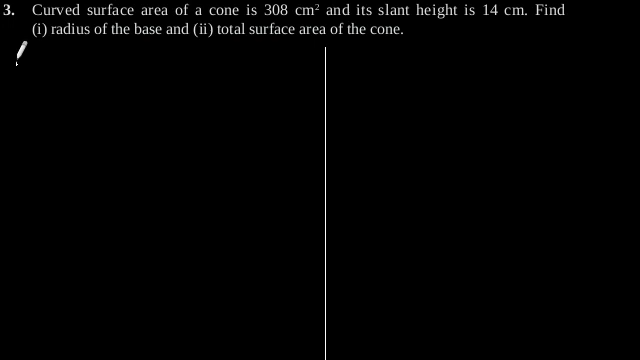 3. Curved surface area of a cone is 308 cm² and its slant height is 14 cm. Find
(i) radius of the base and (ii) total surface area of the cone.